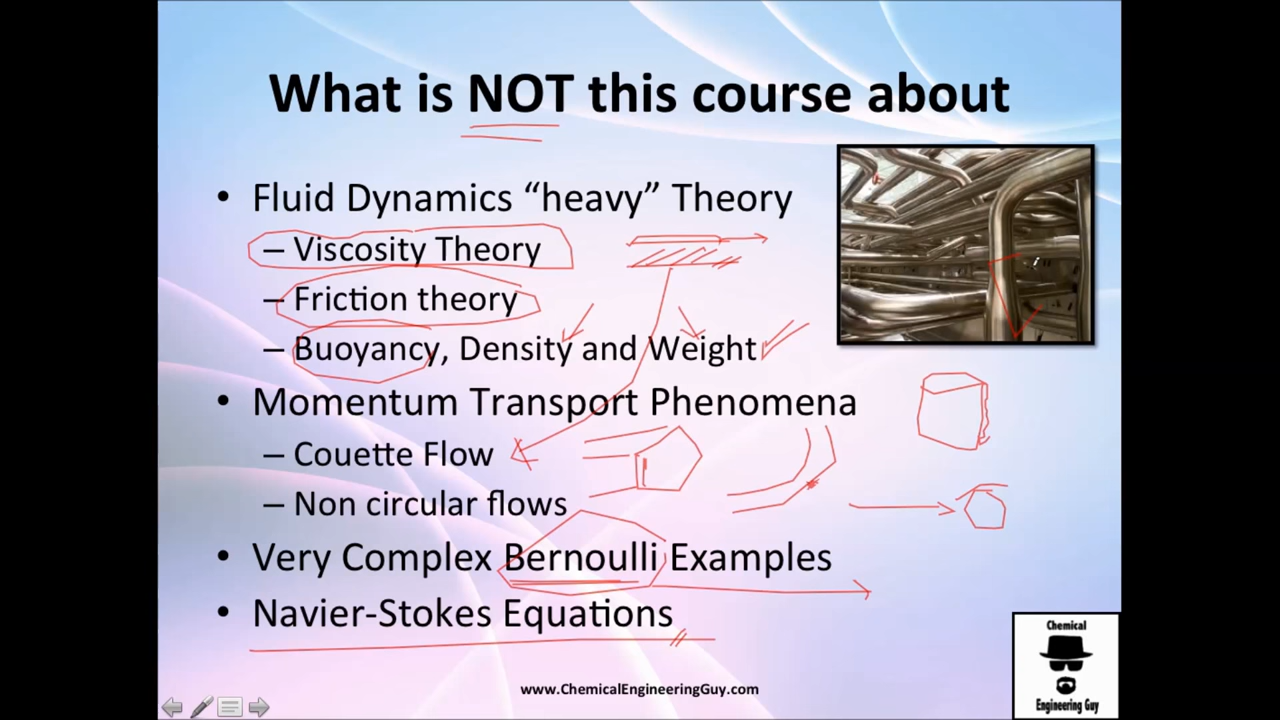 What is NOT this course about
• Fluid Dynamics “heavy” Theory
– Viscosity Theory
– Friction theory
– Buoyancy, Density and Weight
• Momentum Transport Phenomena
– Couette Flow
– Non circular flows
• Very Complex Bernoulli Examples
• Navier-Stokes Equations
www.ChemicalEngineeringGuy.com
Chemical
Engineering Guy